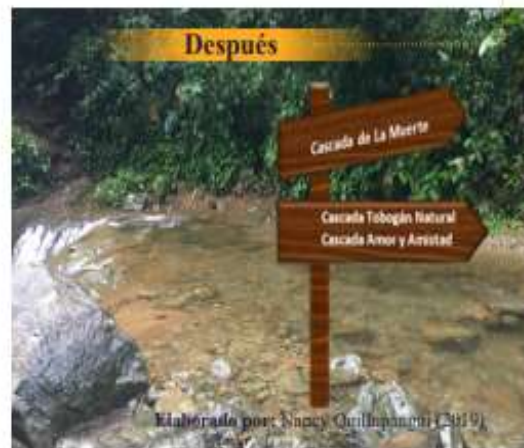 Después
Cascada de La Muerte
Cascada Tobogán Natural
Cascada Amor y Amistad
Elaborado por: Nancy Quillupangui (2019)